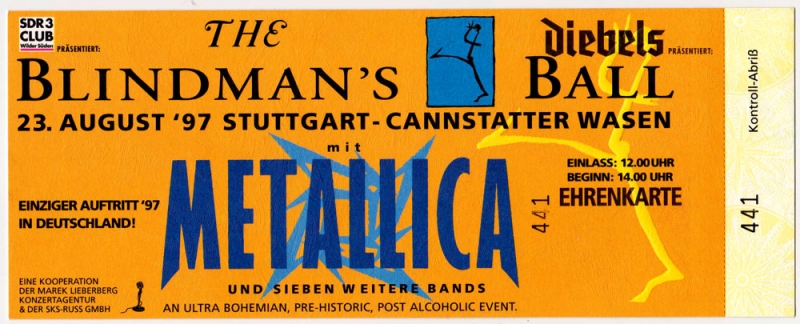 SDR 3
CLUB
Wilder Süden
PRÄSENTIERT:
THE
diebels
PRÄSENTIERT:
BLINDMAN'S BALL
23. AUGUST '97 STUTTGART - CANNSTATTER WASEN
mit
METALLICA
EINZIGER AUFTRITT '97
IN DEUTSCHLAND!
EINLASS: 12.00 UHR
BEGINN: 14.00 UHR
EHRENKARTE
441
UND SIEBEN WEITERE BANDS
AN ULTRA BOHEMIAN, PRE-HISTORIC, POST ALCOHOLIC EVENT.
EINE KOOPERATION
DER MAREK LIEBERBERG
KONZERTAGENTUR
& DER SKS-RUSS GMBH
Kontroll-Abriß
441